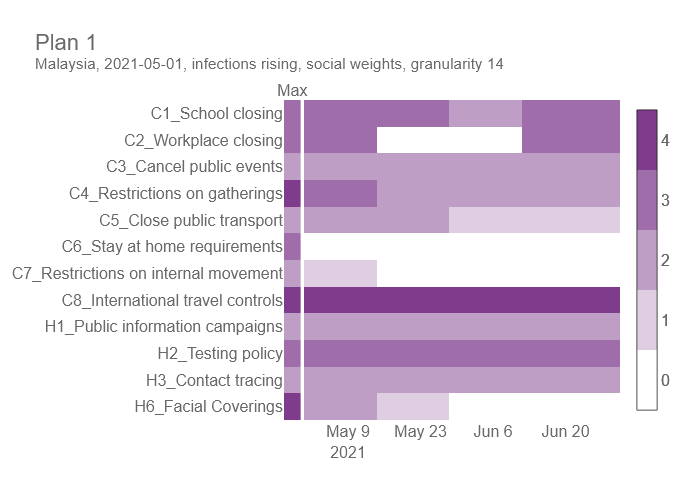 Plan 1
Malaysia, 2021-05-01, infections rising, social weights, granularity 14
Max
C1_School closing
C2_Workplace closing
C3_Cancel public events
C4_Restrictions on gatherings
C5_Close public transport
C6_Stay at home requirements
C7_Restrictions on internal movement
C8_International travel controls
H1_Public information campaigns
H2_Testing policy
H3_Contact tracing
H6_Facial Coverings
May 9 May 23 Jun 6 Jun 20
2021
4
3
2
1
0